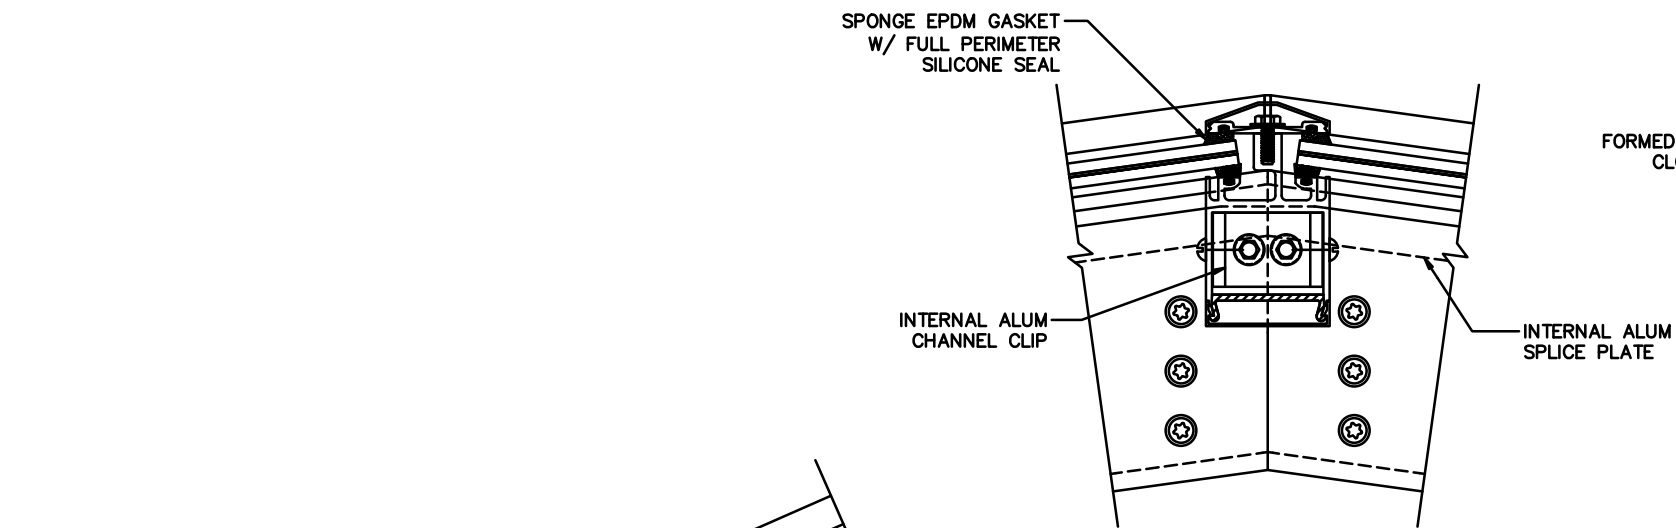 SPONGE EPDM GASKET
W/ FULL PERIMETER
SILICONE SEAL
FORMED
INTERNAL ALUM
CHANNEL CLIP
INTERNAL ALUM
SPLICE PLATE